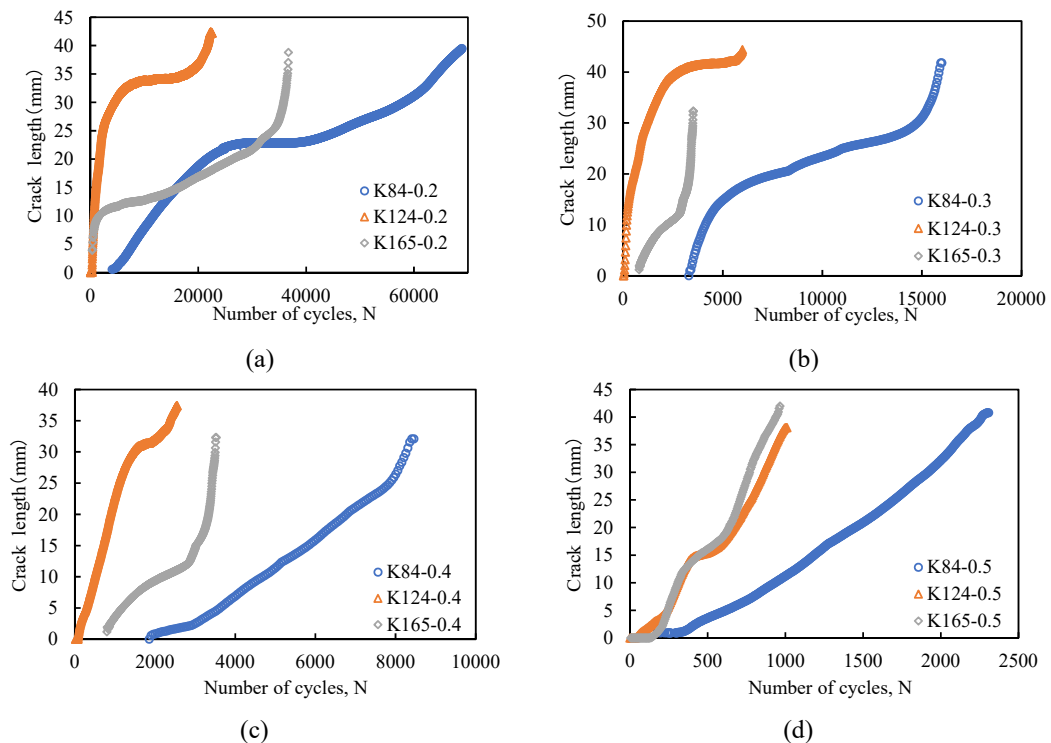 45
40
35
30
25
20
15
10
5
0
Crack length (mm)
K84-0.2
K124-0.2
K165-0.2
0 20000 40000 60000
Number of cycles, N
(a)
50
40
30
20
10
0
Crack length (mm)
K84-0.3
K124-0.3
K165-0.3
0 5000 10000 15000 20000
Number of cycles, N
(b)
40
35
30
25
20
15
10
5
0
Crack length (mm)
K84-0.4
K124-0.4
K165-0.4
0 2000 4000 6000 8000 10000
Number of cycles, N
(c)
45
40
35
30
25
20
15
10
5
0
Crack length (mm)
K84-0.5
K124-0.5
K165-0.5
0 500 1000 1500 2000 2500
Number of cycles, N
(d)